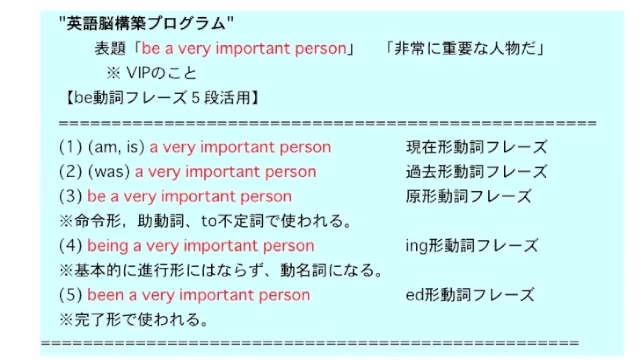 "英語脳構築プログラム"
表題「be a very important person」 「非常に重要な人物だ」
※ VIPのこと
【be動詞フレーズ５段活用】
====================================================
(1) (am, is) a very important person 現在形動詞フレーズ
(2) (was) a very important person 過去形動詞フレーズ
(3) be a very important person 原形動詞フレーズ
※命令形，助動詞、to不定詞で使われる。
(4) being a very important person ing形動詞フレーズ
※基本的に進行形にはならず、動名詞になる。
(5) been a very important person ed形動詞フレーズ
※完了形で使われる。
====================================================